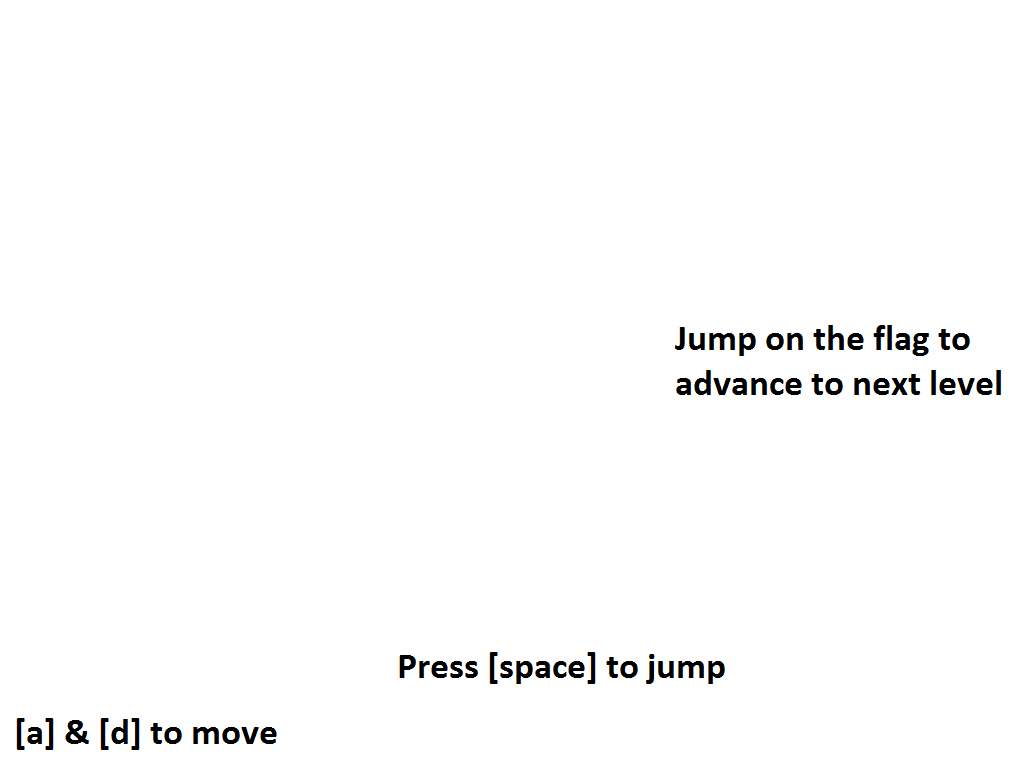 Jump on the flag to
advance to next level
Press [space] to jump
[a] & [d] to move